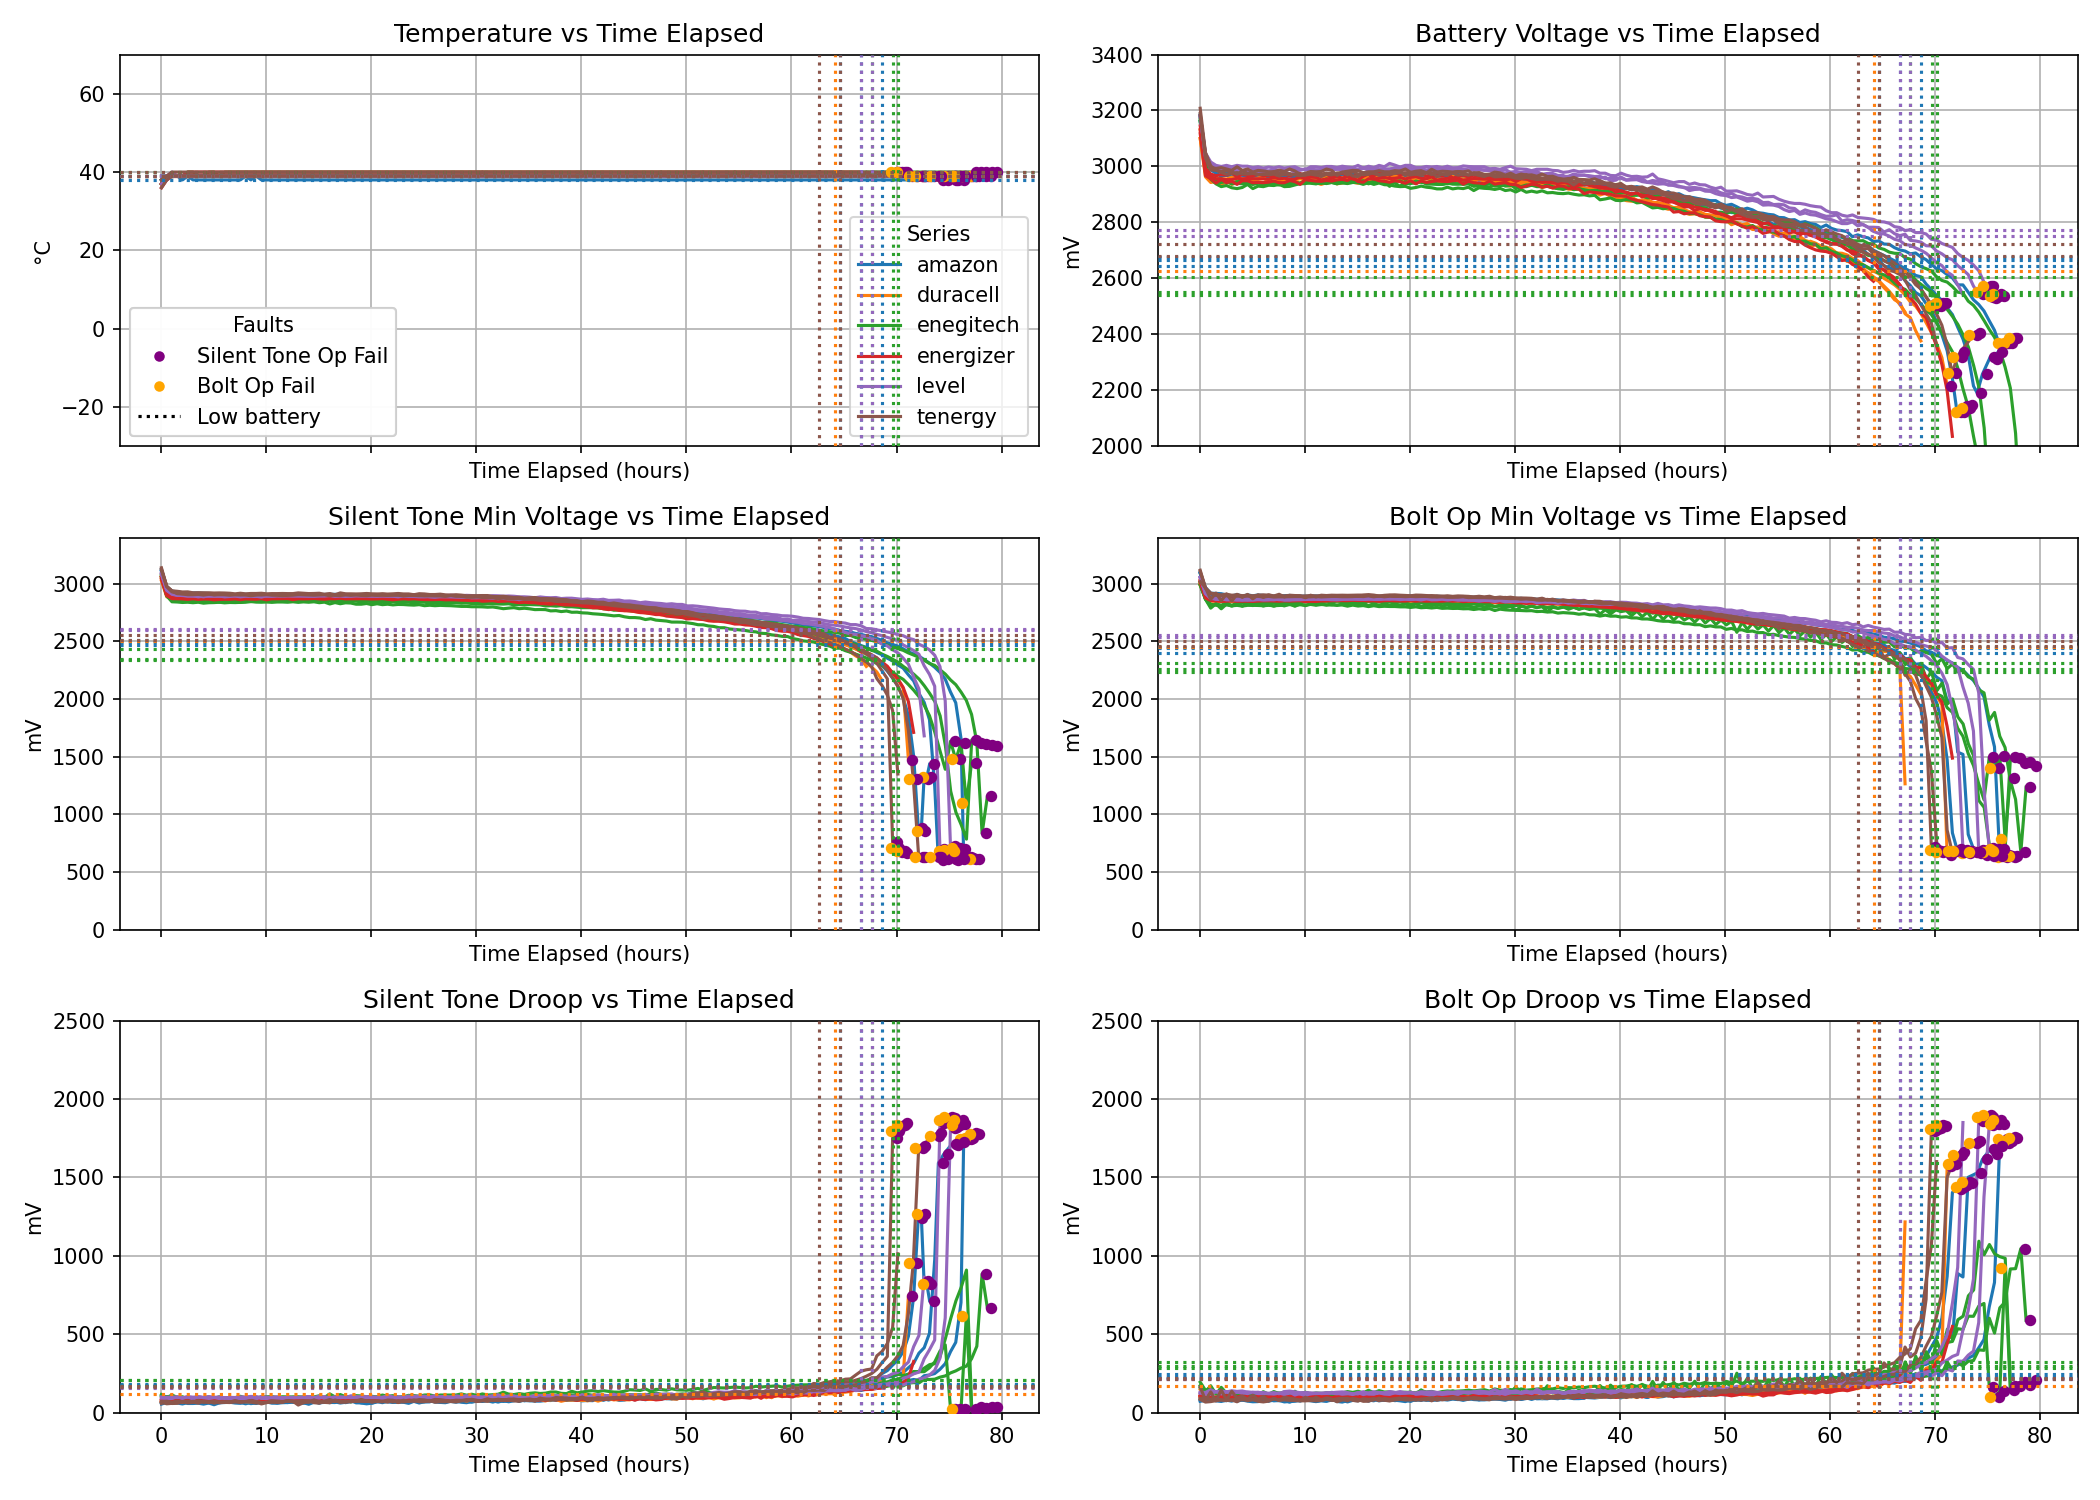 Temperature vs Time Elapsed
60
40
20
0
−20
°C
Time Elapsed (hours)
Faults
Silent Tone Op Fail
Bolt Op Fail
Low battery
Series
amazon
duracell
enegitech
energizer
level
tenergy
Battery Voltage vs Time Elapsed
3400
3200
3000
2800
2600
2400
2200
2000
mV
Time Elapsed (hours)
Silent Tone Min Voltage vs Time Elapsed
3000
2500
2000
1500
1000
500
0
mV
Time Elapsed (hours)
Bolt Op Min Voltage vs Time Elapsed
3000
2500
2000
1500
1000
500
0
mV
Time Elapsed (hours)
Silent Tone Droop vs Time Elapsed
2500
2000
1500
1000
500
0
mV
0 10 20 30 40 50 60 70 80
Time Elapsed (hours)
Bolt Op Droop vs Time Elapsed
2500
2000
1500
1000
500
0
mV
0 10 20 30 40 50 60 70 80
Time Elapsed (hours)